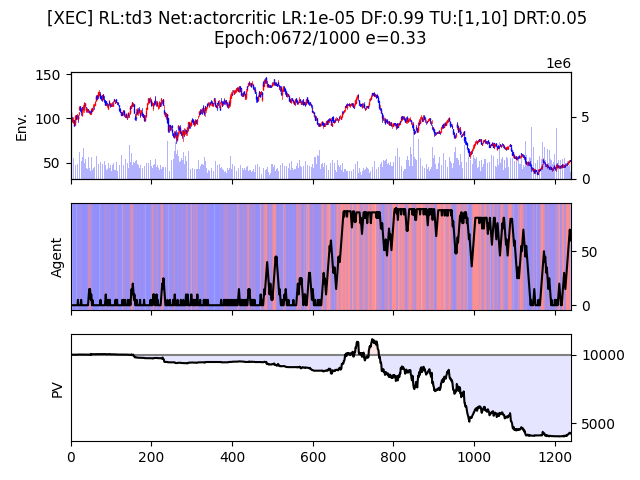 [XEC] RL:td3 Net:actorcritic LR:1e-05 DF:0.99 TU:[1,10] DRT:0.05
Epoch:0672/1000 e=0.33
1e6
150
100
50
Env.
5
0
Agent
50
0
PV
10000
5000
0 200 400 600 800 1000 1200